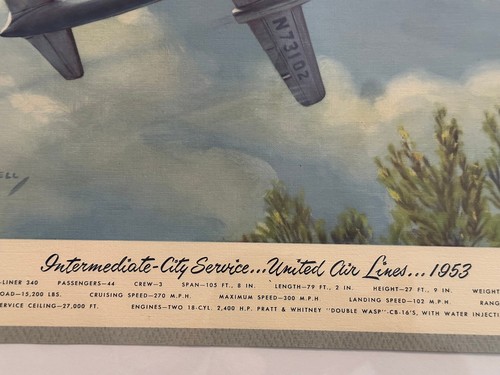 N73102
ELL
Intermediate-City Service...United Air Lines...1953
-LINER 340 PASSENGERS—44 CREW—3 SPAN—105 FT., 8 IN. LENGTH—79 FT., 2 IN. HEIGHT—27 FT., 9 IN. WEIGHT
OAD—15,200 LBS. CRUISING SPEED—270 M.P.H. MAXIMUM SPEED—300 M.P.H. LANDING SPEED—102 M.P.H. RANG
ERVICE CEILING—27,000 FT. ENGINES—TWO 18-CYL. 2,400 H.P. PRATT & WHITNEY "DOUBLE WASP"-CB-16'S, WITH WATER INJECTI